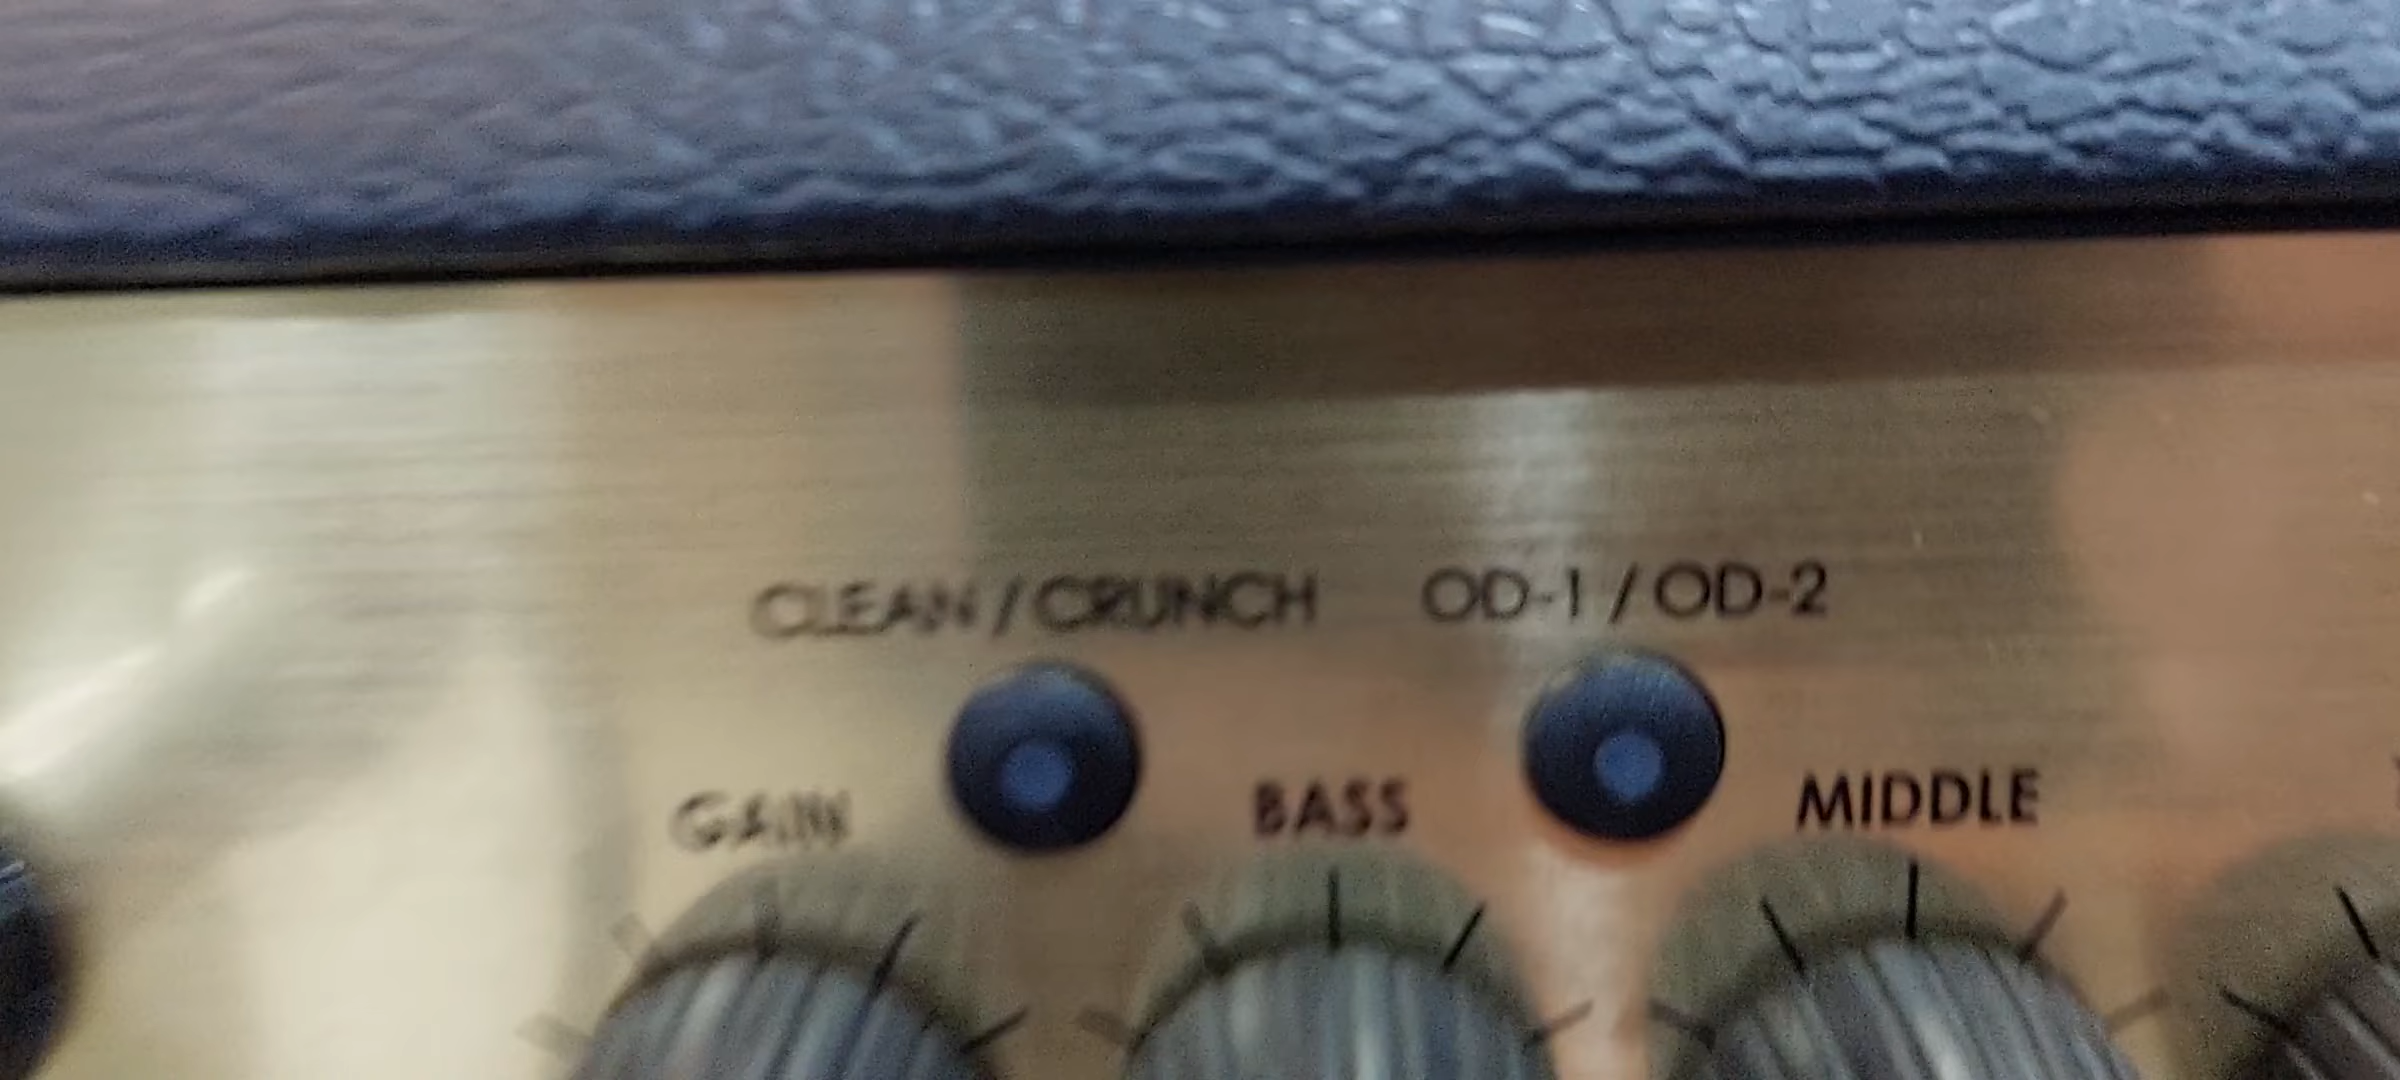 CLEAN / CRUNCH
OD-1 / OD-2
GAIN
BASS
MIDDLE